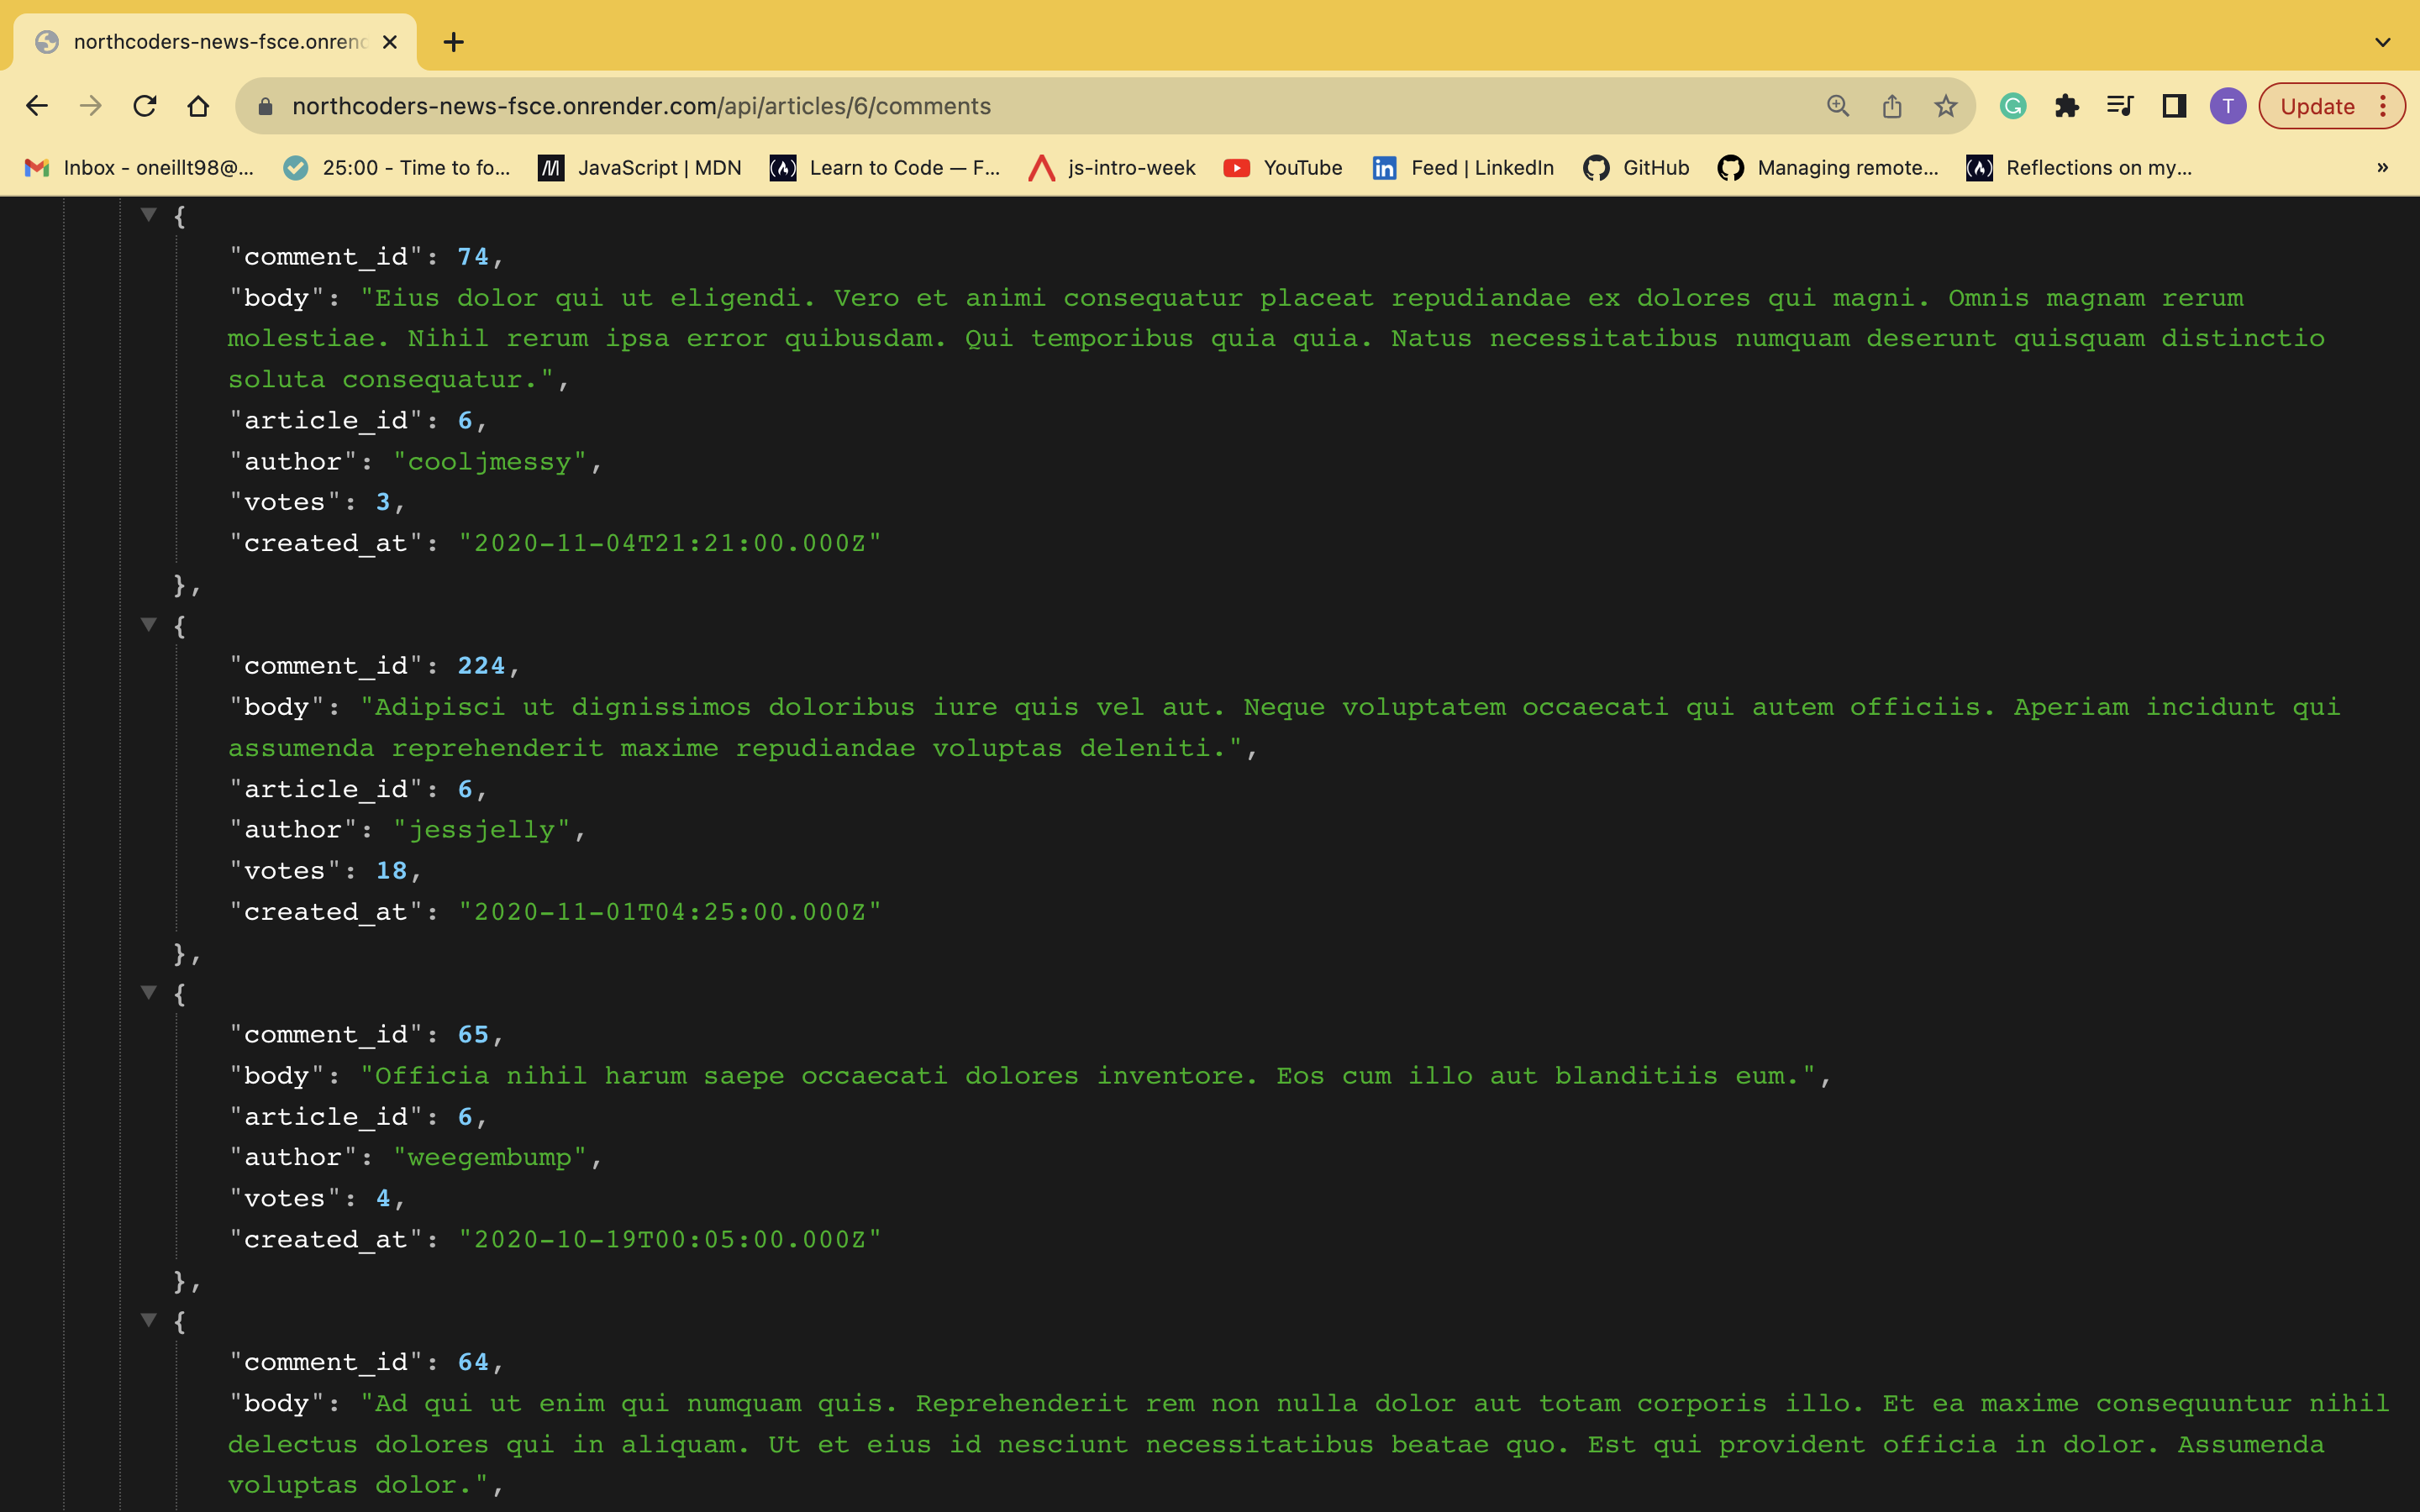 northcoders-news-fsce.onrend
northcoders-news-fsce.onrender.com/api/articles/6/comments
T
Update
Inbox - oneillt98@...
25:00 - Time to fo...
JavaScript | MDN
Learn to Code — F...
js-intro-week
YouTube
Feed | LinkedIn
GitHub
Managing remote...
Reflections on my...
»
{
"comment_id": 74,
"body": "Eius dolor qui ut eligendi. Vero et animi consequatur placeat repudiandae ex dolores qui magni. Omnis magnam rerum
molestiae. Nihil rerum ipsa error quibusdam. Qui temporibus quia quia. Natus necessitatibus numquam deserunt quisquam distinctio
soluta consequatur.",
"article_id": 6,
"author": "cooljmessy",
"votes": 3,
"created_at": "2020-11-04T21:21:00.000Z"
},
{
"comment_id": 224,
"body": "Adipisci ut dignissimos doloribus iure quis vel aut. Neque voluptatem occaecati qui autem officiis. Aperiam incidunt qui
assumenda reprehenderit maxime repudiandae voluptas deleniti.",
"article_id": 6,
"author": "jessjelly",
"votes": 18,
"created_at": "2020-11-01T04:25:00.000Z"
},
{
"comment_id": 65,
"body": "Officia nihil harum saepe occaecati dolores inventore. Eos cum illo aut blanditiis eum.",
"article_id": 6,
"author": "weegembump",
"votes": 4,
"created_at": "2020-10-19T00:05:00.000Z"
},
{
"comment_id": 64,
"body": "Ad qui ut enim qui numquam quis. Reprehenderit rem non nulla dolor aut totam corporis illo. Et ea maxime consequuntur nihil
delectus dolores qui in aliquam. Ut et eius id nesciunt necessitatibus beatae quo. Est qui provident officia in dolor. Assumenda
voluptas dolor.",